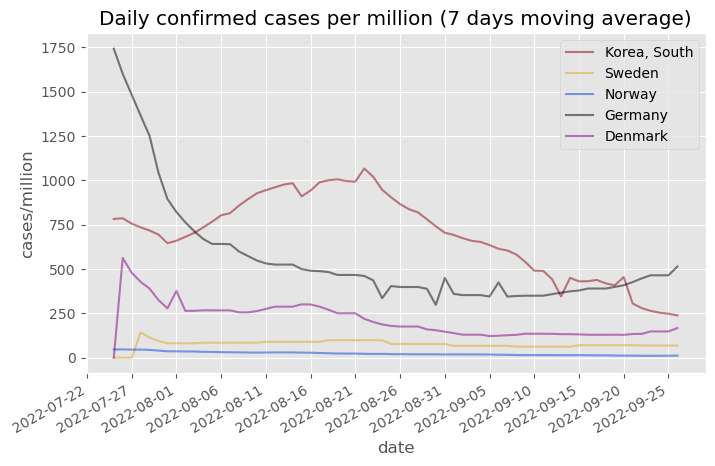 Daily confirmed cases per million (7 days moving average)
1750
1500
1250
1000
750
500
250
0
cases/million
Korea, South
Sweden
Norway
Germany
Denmark
2022-07-22
2022-07-27
2022-08-01
2022-08-06
2022-08-11
2022-08-16
2022-08-21
2022-08-26
2022-08-31
2022-09-05
2022-09-10
2022-09-15
2022-09-20
2022-09-25
date